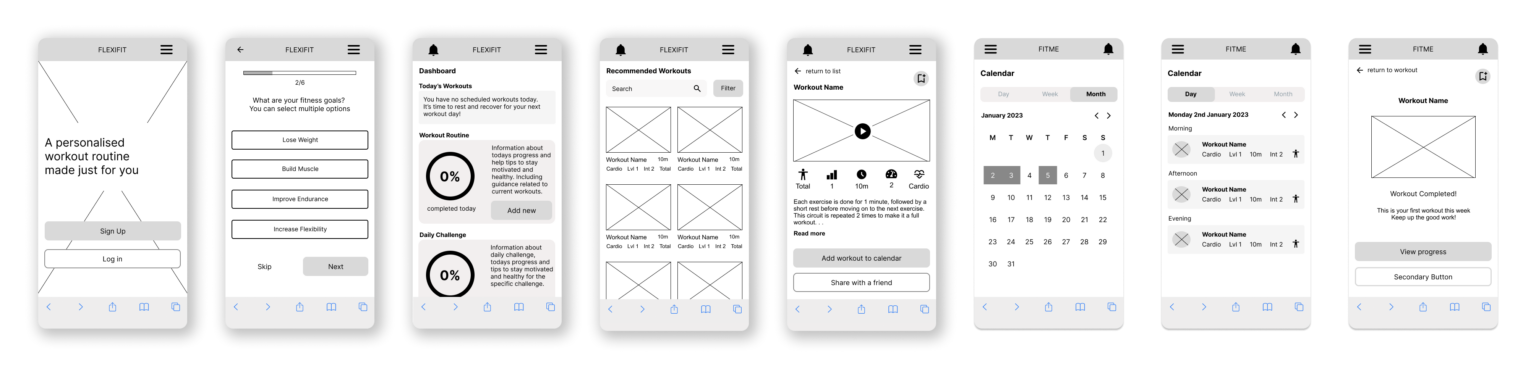 FLEXIFIT
A personalised
workout routine
made just for you
Sign Up
Log in
FLEXIFIT
2/6
What are your fitness goals?
You can select multiple options
Lose Weight
Build Muscle
Improve Endurance
Increase Flexibility
Skip
Next
FLEXIFIT
Dashboard
Today's Workouts
You have no scheduled workouts today.
It's time to rest and recover for your next
workout day!
Workout Routine
0%
completed today
Information about
todays progress and
help tips to stay
motivated and
healthy. Including
guidance related to
current workouts.
Add new
Daily Challenge
0%
Information about
daily challenge,
todays progress and
tips to stay motivated
and healthy for the
specific challenge.
FLEXIFIT
Recommended Workouts
Search
Filter
Workout Name 10m
Cardio Lvl 1 Int 2 Total
Workout Name 10m
Cardio Lvl 1 Int 2 Total
Workout Name 10m
Cardio Lvl 1 Int 2 Total
Workout Name 10m
Cardio Lvl 1 Int 2 Total
FLEXIFIT
return to list
Workout Name
Total 1 10m 2 Cardio
Each exercise is done for 1 minute, followed by a
short rest before moving on to the next exercise.
This circuit is repeated 2 times to make it a full
workout. . .
Read more
Add workout to calendar
Share with a friend
FITME
Calendar
Day Week Month
January 2023
M T W T F S S
1
2 3 4 5 6 7 8
9 10 11 12 13 14 15
16 17 18 19 20 21 22
23 24 25 26 27 28 29
30 31
FITME
Calendar
Day Week Month
Monday 2nd January 2023
Morning
Workout Name
Cardio Lvl 1 10m Int 2
Afternoon
Workout Name
Cardio Lvl 1 10m Int 2
Evening
Workout Name
Cardio Lvl 1 10m Int 2
FITME
return to workout
Workout Name
Workout Completed!
This is your first workout this week
Keep up the good work!
View progress
Secondary Button